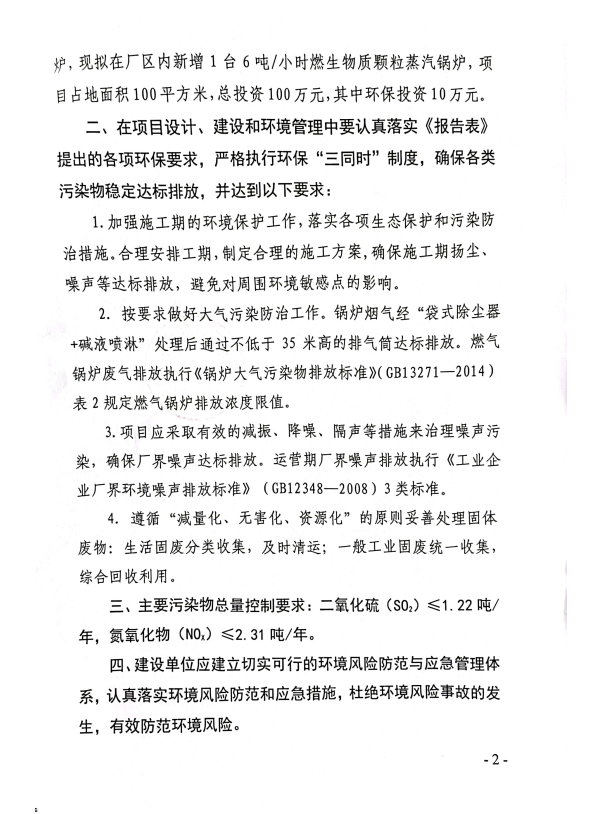 炉，现拟在厂区内新增 1 台 6 吨/小时燃生物质颗粒蒸汽锅炉，项
目占地面积 100 平方米，总投资 100 万元，其中环保投资 10 万元。
二、在项目设计、建设和环境管理中要认真落实《报告表》
提出的各项环保要求，严格执行环保“三同时”制度，确保各类
污染物稳定达标排放，并达到以下要求：
1.加强施工期的环境保护工作，落实各项生态保护和污染防
治措施。合理安排工期，制定合理的施工方案，确保施工期扬尘、
噪声等达标排放，避免对周围环境敏感点的影响。
2．按要求做好大气污染防治工作。锅炉烟气经“袋式除尘器
+碱液喷淋”处理后通过不低于 35 米高的排气筒达标排放。燃气
锅炉废气排放执行《锅炉大气污染物排放标准》（GB13271—2014）
表 2 规定燃气锅炉排放浓度限值。
3.项目应采取有效的减振、降噪、隔声等措施来治理噪声污
染，确保厂界噪声达标排放。运营期厂界噪声排放执行《工业企
业厂界环境噪声排放标准》（GB12348—2008）3 类标准。
4．遵循“减量化、无害化、资源化”的原则妥善处理固体
废物：生活固废分类收集，及时清运；一般工业固废统一收集，
综合回收利用。
三、主要污染物总量控制要求：二氧化硫（SO₂）≤1.22 吨/
年，氮氧化物（NOₓ）≤2.31 吨/年。
四、建设单位应建立切实可行的环境风险防范与应急管理体
系，认真落实环境风险防范和应急措施，杜绝环境风险事故的发
生，有效防范环境风险。
- 2 -